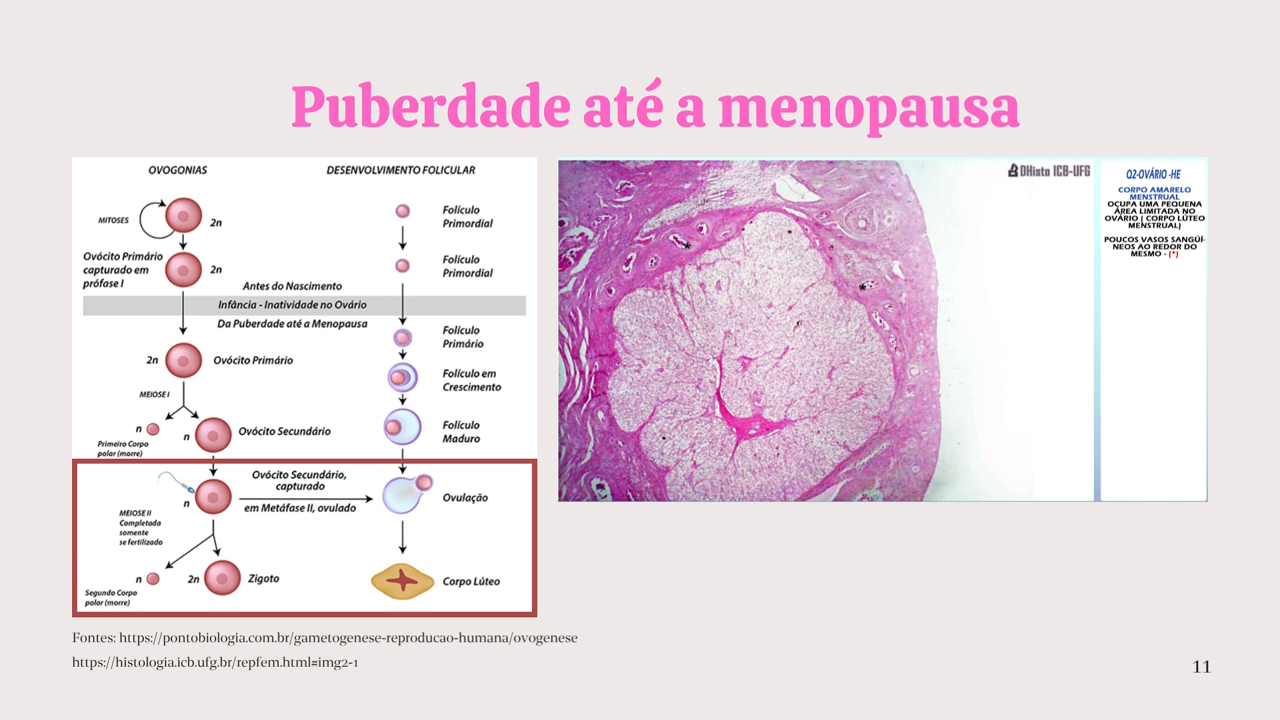 Puberdade até a menopausa
OVOGONIAS
DESENVOLVIMENTO FOLICULAR
MITOSES
2n
Folículo
Primordial
Ovócito Primário
capturado em
prófase I
2n
Folículo
Primordial
Antes do Nascimento
Infância - Inatividade no Ovário
Da Puberdade até a Menopausa
Folículo
Primário
2n
Ovócito Primário
Folículo em
Crescimento
MEIOSE I
n
Primeiro Corpo
polar (morre)
n
Ovócito Secundário
Folículo
Maduro
Ovócito Secundário,
capturado
em Metáfase II, ovulado
n
Ovulação
MEIOSE II
Completada
somente
se fertilizado
n
Segundo Corpo
polar (morre)
2n
Zigoto
Corpo Lúteo
DHisto ICB-UFG
*
*
O2-OVÁRIO -HE
CORPO AMARELO
MENSTRUAL
OCUPA UMA PEQUENA
ÁREA LIMITADA NO
OVÁRIO ( CORPO LÚTEO
MENSTRUAL)
POUCOS VASOS SANGÜÍ-
NEOS AO REDOR DO
MESMO - (*)
Fontes: https://pontobiologia.com.br/gametogenese-reproducao-humana/ovogenese
https://histologia.icb.ufg.br/repfem.html#img2-1
11